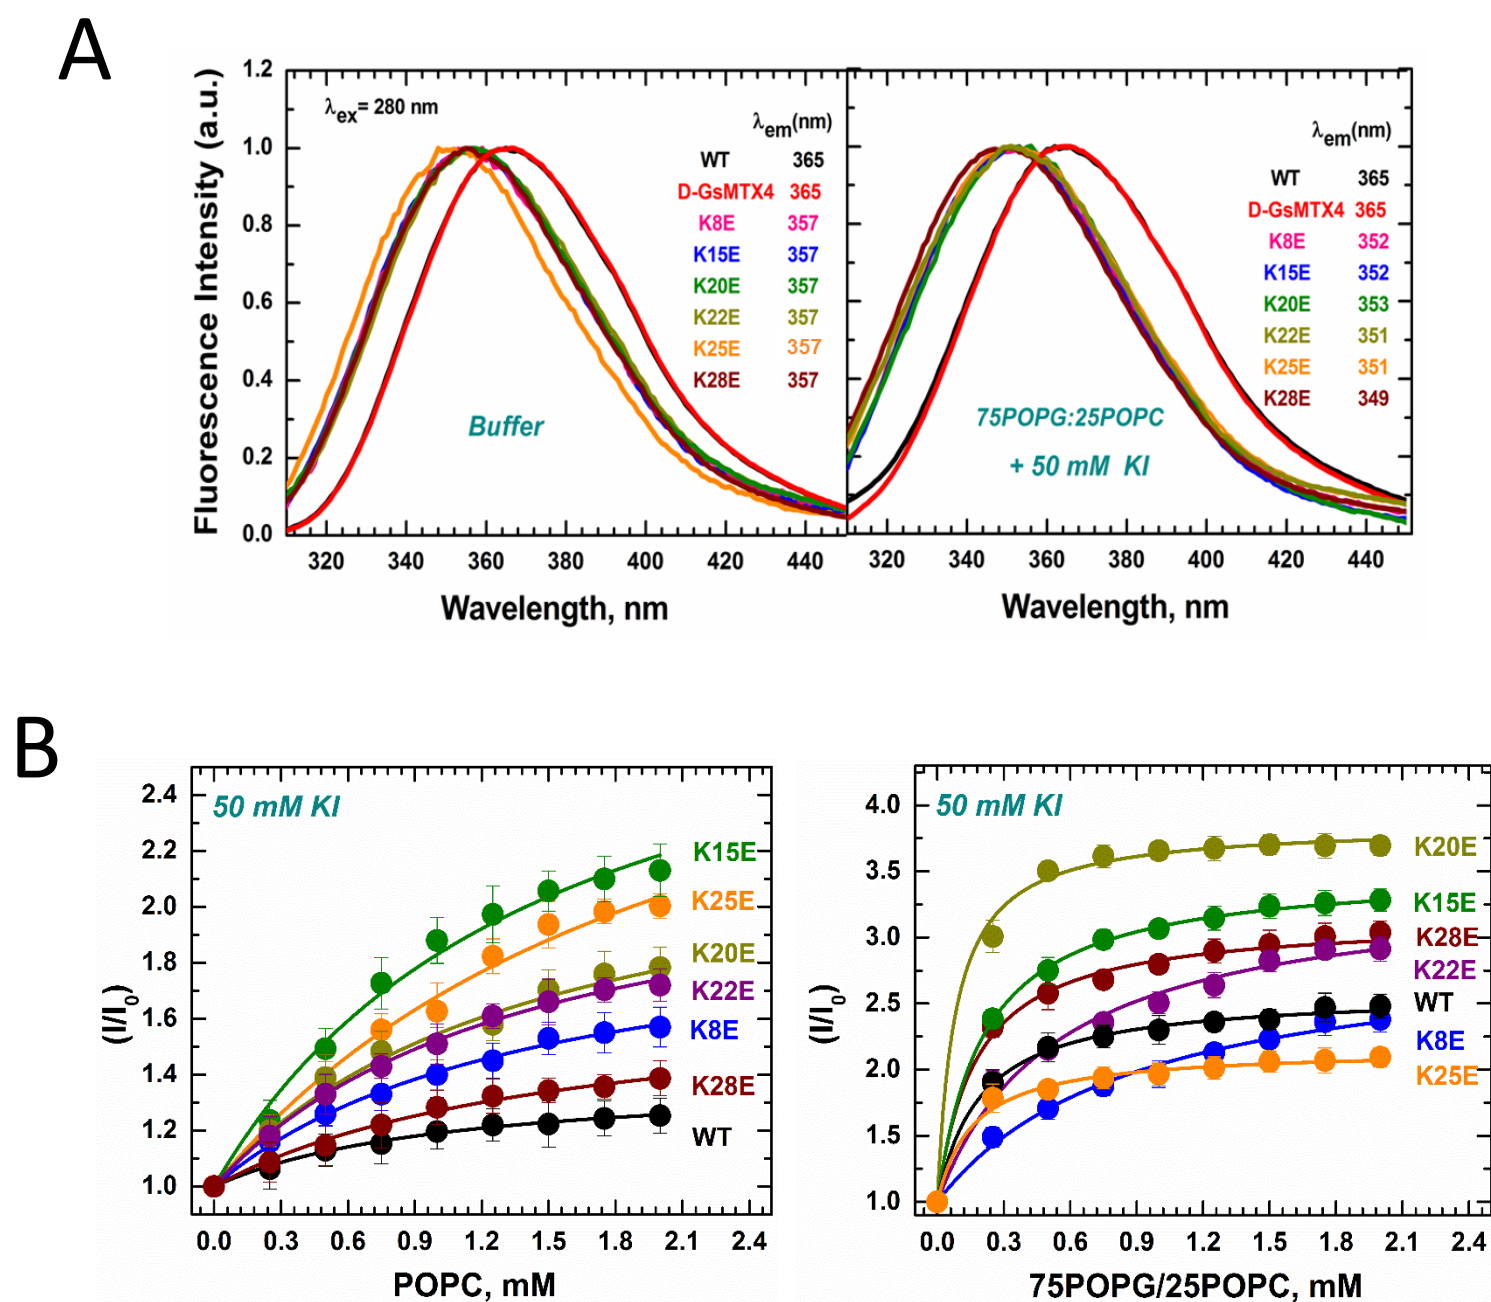 A
Fluorescence Intensity (a.u.)
1.2
1.0
0.8
0.6
0.4
0.2
0.0
λex= 280 nm
λem(nm)
WT 365
D-GsMTX4 365
K8E 357
K15E 357
K20E 357
K22E 357
K25E 357
K28E 357
Buffer
320 340 360 380 400 420 440
Wavelength, nm
λem(nm)
WT 365
D-GsMTX4 365
K8E 352
K15E 352
K20E 353
K22E 351
K25E 351
K28E 349
75POPG:25POPC
+ 50 mM KI
320 340 360 380 400 420 440
Wavelength, nm
B
(I/I0)
2.4
2.2
2.0
1.8
1.6
1.4
1.2
1.0
50 mM KI
K15E
K25E
K20E
K22E
K8E
K28E
WT
0.0 0.3 0.6 0.9 1.2 1.5 1.8 2.1 2.4
POPC, mM
(I/I0)
4.0
3.5
3.0
2.5
2.0
1.5
1.0
50 mM KI
K20E
K15E
K28E
K22E
WT
K8E
K25E
0.0 0.3 0.6 0.9 1.2 1.5 1.8 2.1 2.4
75POPG/25POPC, mM